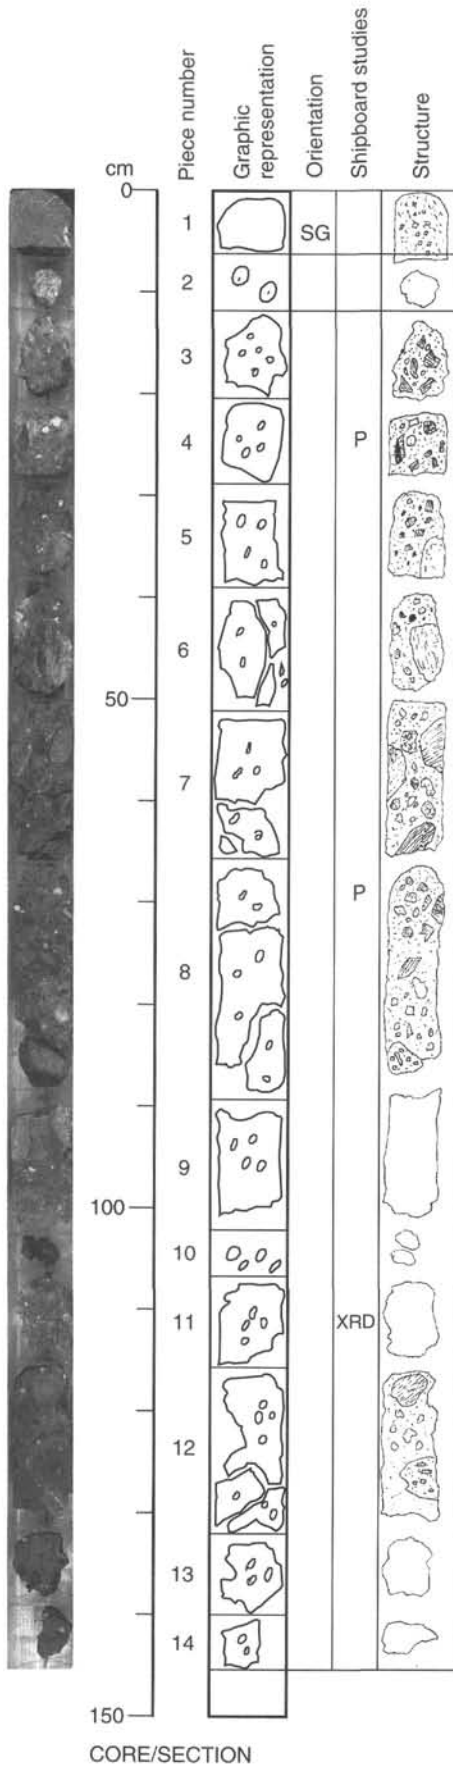 cm
Piece number
Graphic
representation
Orientation
Shipboard studies
Structure
0
1
SG
2
3
4
P
5
6
50
7
P
8
9
100
10
11
XRD
12
13
14
150
CORE/SECTION